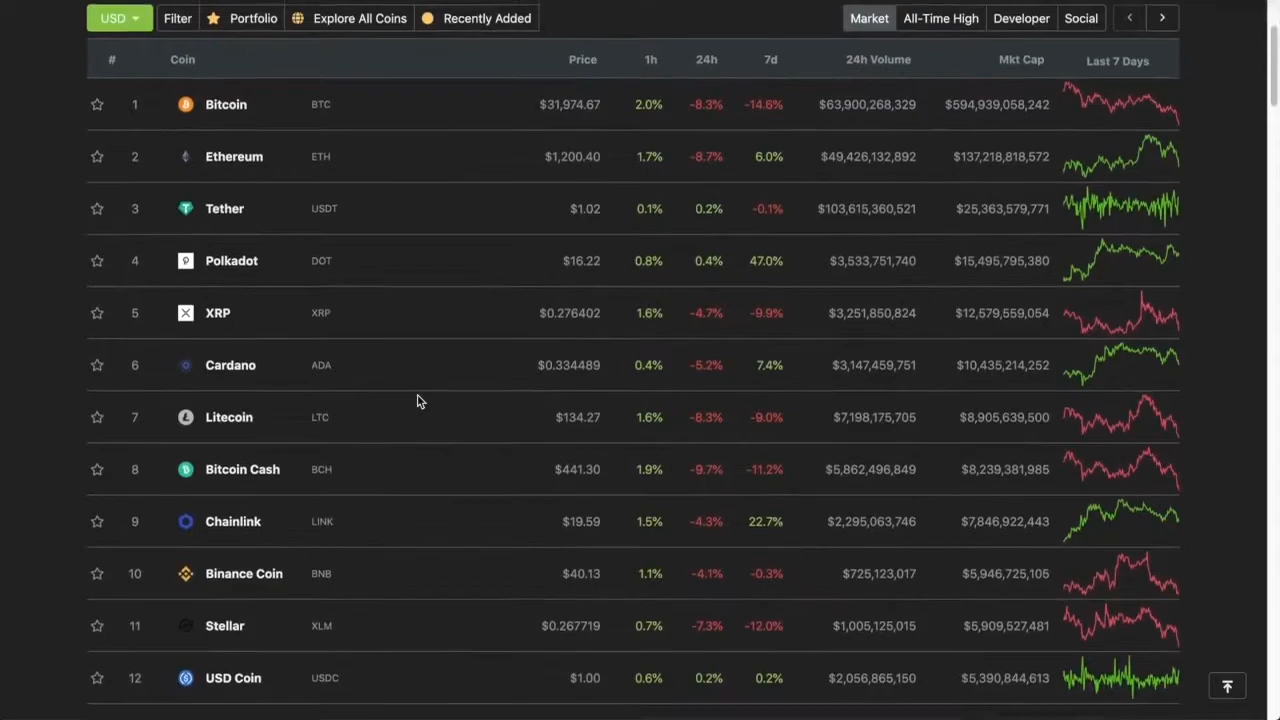 USD Filter Portfolio Explore All Coins Recently Added Market All-Time High Developer Social
# Coin Price 1h 24h 7d 24h Volume Mkt Cap Last 7 Days
1 Bitcoin BTC $31,974.67 2.0% -8.3% -14.6% $63,900,268,329 $594,939,058,242
2 Ethereum ETH $1,200.40 1.7% -8.7% 6.0% $49,426,132,892 $137,218,818,572
3 Tether USDT $1.02 0.1% 0.2% -0.1% $103,615,360,521 $25,363,579,771
4 Polkadot DOT $16.22 0.8% 0.4% 47.0% $3,533,751,740 $15,495,795,380
5 XRP XRP $0.276402 1.6% -4.7% -9.9% $3,251,850,824 $12,579,559,054
6 Cardano ADA $0.334489 0.4% -5.2% 7.4% $3,147,459,751 $10,435,214,252
7 Litecoin LTC $134.27 1.6% -8.3% -9.0% $7,198,175,705 $8,905,639,500
8 Bitcoin Cash BCH $441.30 1.9% -9.7% -11.2% $5,862,496,849 $8,239,381,985
9 Chainlink LINK $19.59 1.5% -4.3% 22.7% $2,295,063,746 $7,846,922,443
10 Binance Coin BNB $40.13 1.1% -4.1% -0.3% $725,123,017 $5,946,725,105
11 Stellar XLM $0.267719 0.7% -7.3% -12.0% $1,005,125,015 $5,909,527,481
12 USD Coin USDC $1.00 0.6% 0.2% 0.2% $2,056,865,150 $5,390,844,613